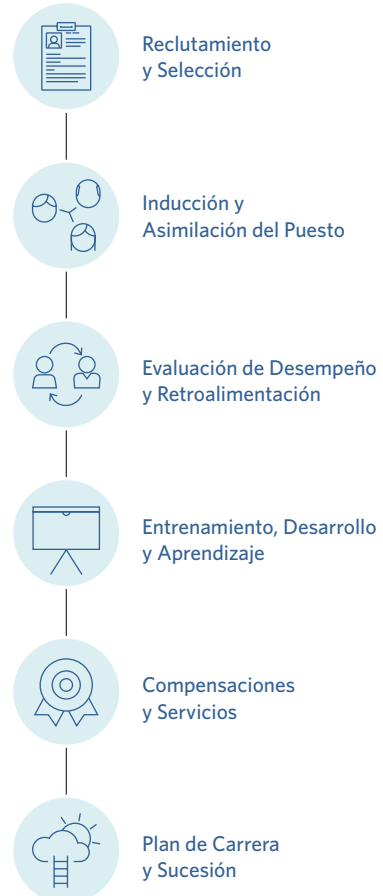 Reclutamiento
y Selección
Inducción y
Asimilación del Puesto
Evaluación de Desempeño
y Retroalimentación
Entrenamiento, Desarrollo
y Aprendizaje
Compensaciones
y Servicios
Plan de Carrera
y Sucesión